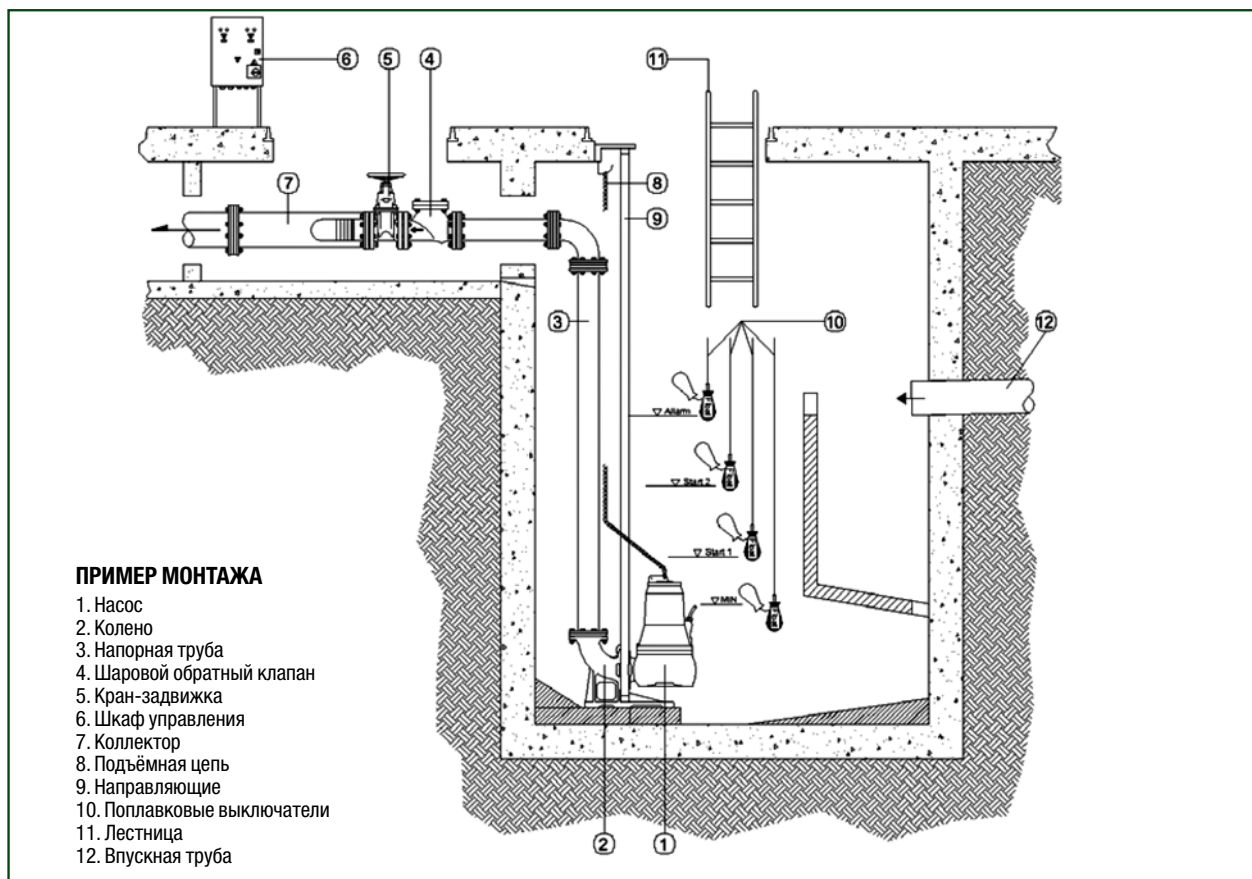 6
5
4
11
7
8
9
3
10
12
▽ Allarm
▽ Start 2
▽ Start 1
▽ MIN
ПРИМЕР МОНТАЖА
1. Насос
2. Колено
3. Напорная труба
4. Шаровой обратный клапан
5. Кран-задвижка
6. Шкаф управления
7. Коллектор
8. Подъёмная цепь
9. Направляющие
10. Поплавковые выключатели
11. Лестница
12. Впускная труба
2
1